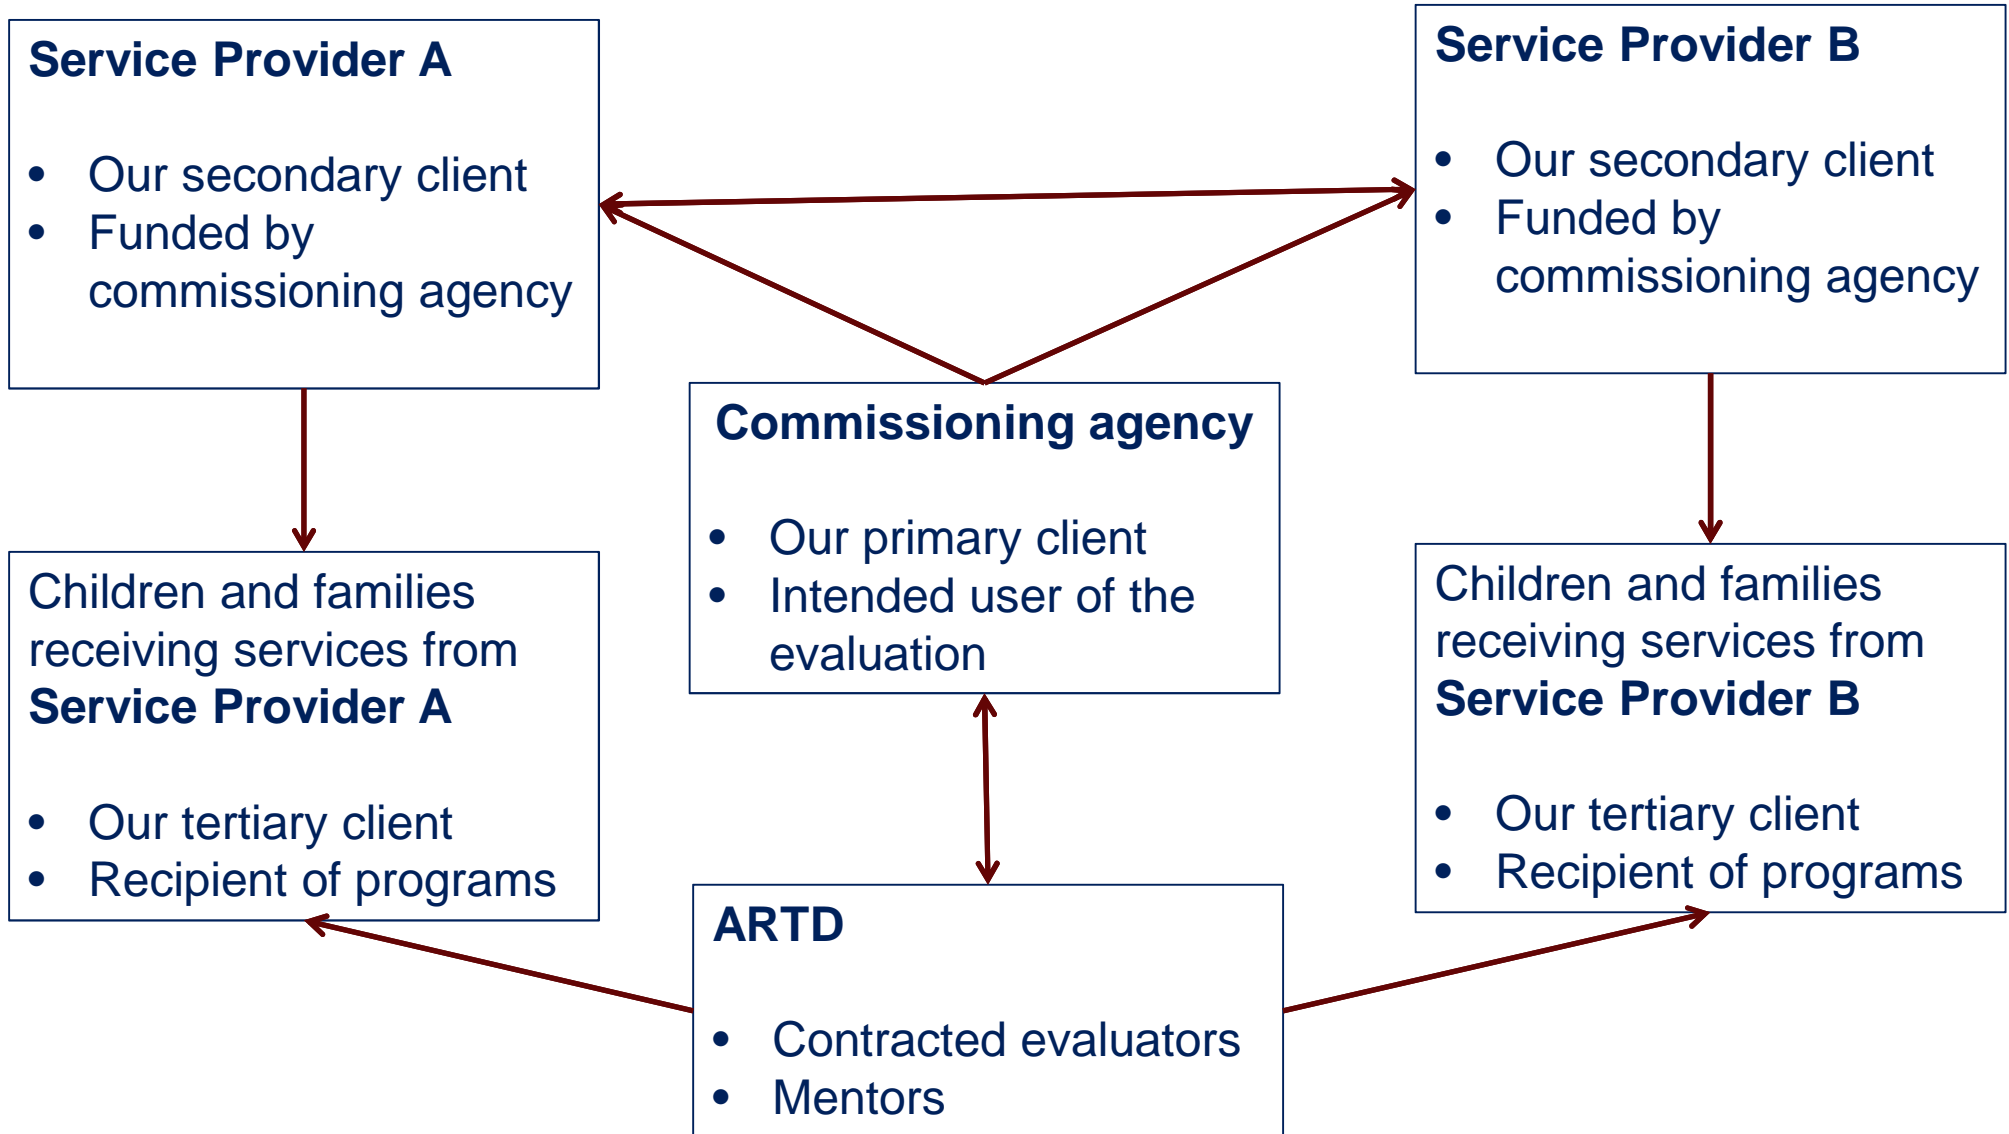 Service Provider A
• Our secondary client
• Funded by
commissioning agency
Service Provider B
• Our secondary client
• Funded by
commissioning agency
Commissioning agency
• Our primary client
• Intended user of the
evaluation
Children and families
receiving services from
Service Provider A
• Our tertiary client
• Recipient of programs
Children and families
receiving services from
Service Provider B
• Our tertiary client
• Recipient of programs
ARTD
• Contracted evaluators
• Mentors